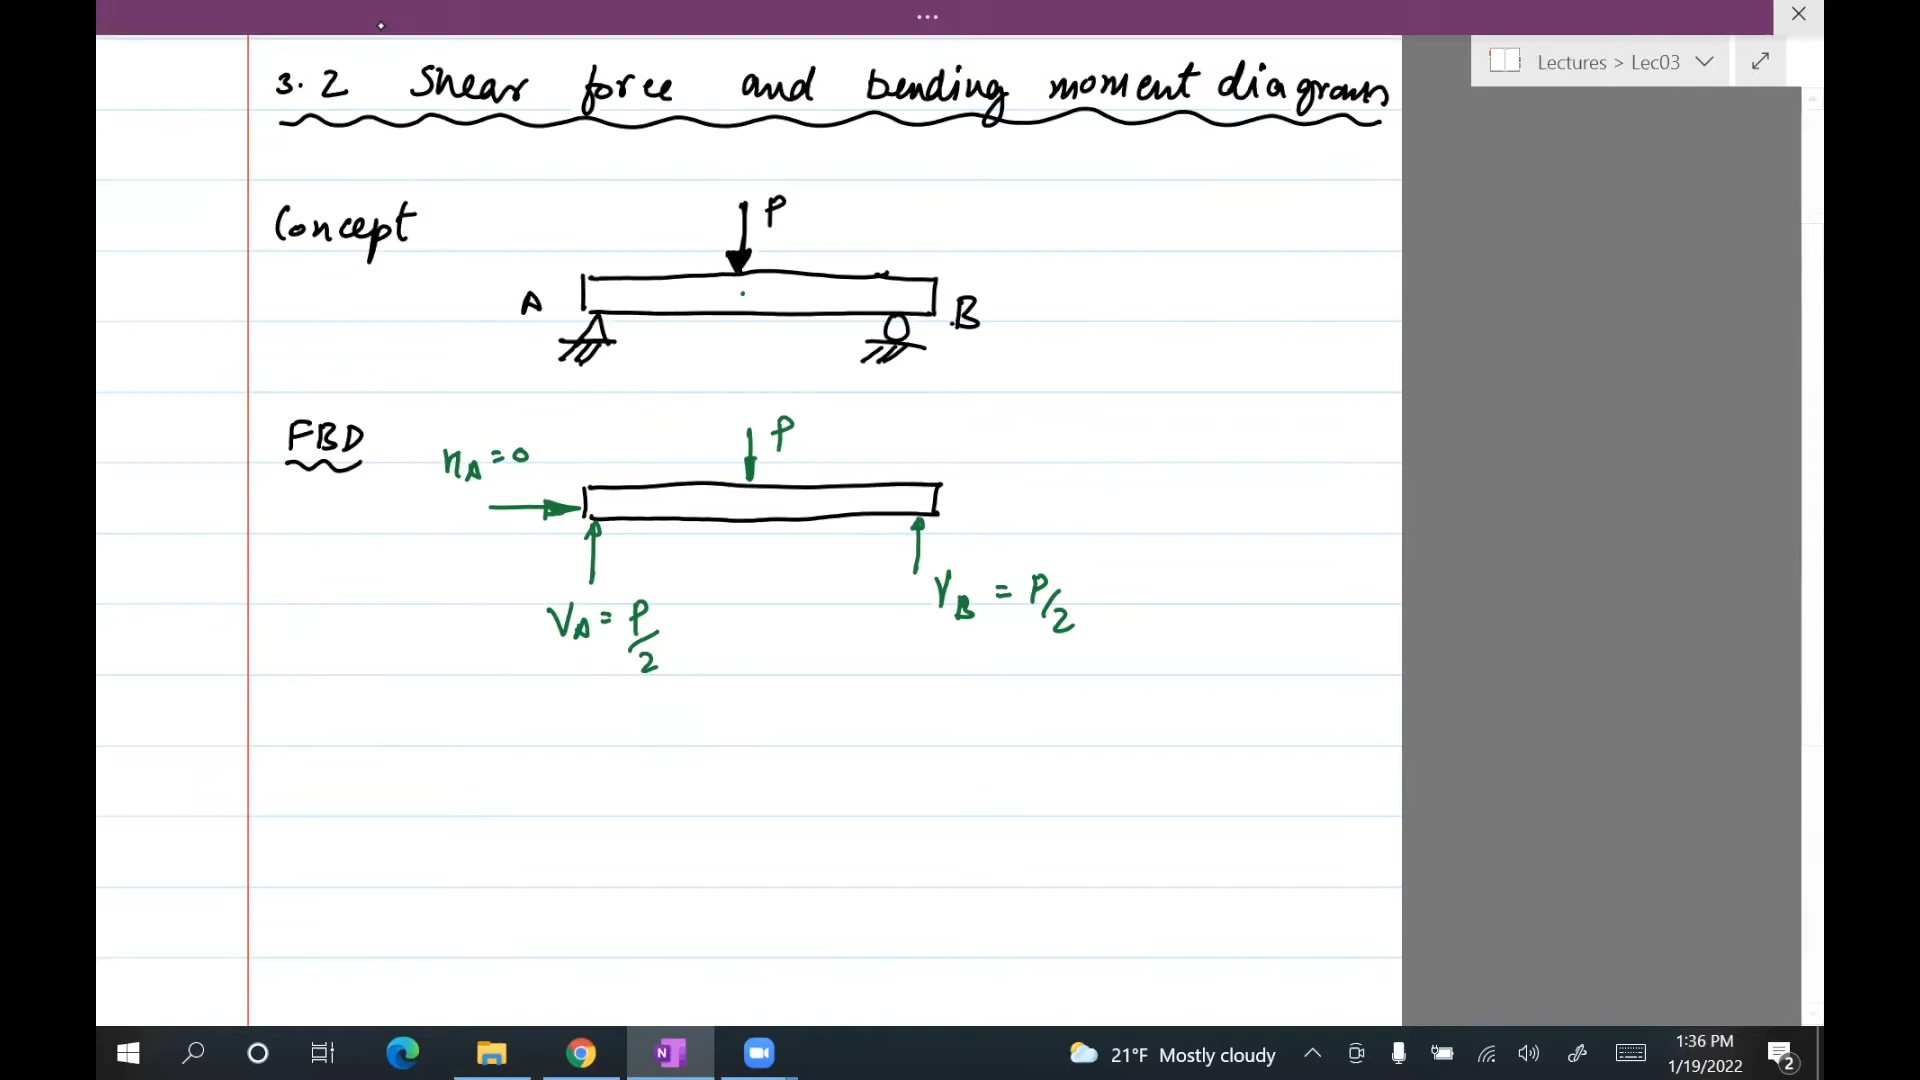 Lectures > Lec03
3.2 Shear force and bending moment diagrams
Concept
P
A
B
FBD
P
HA = 0
VA = P/2
VB = P/2
21°F Mostly cloudy
1:36 PM
1/19/2022
2